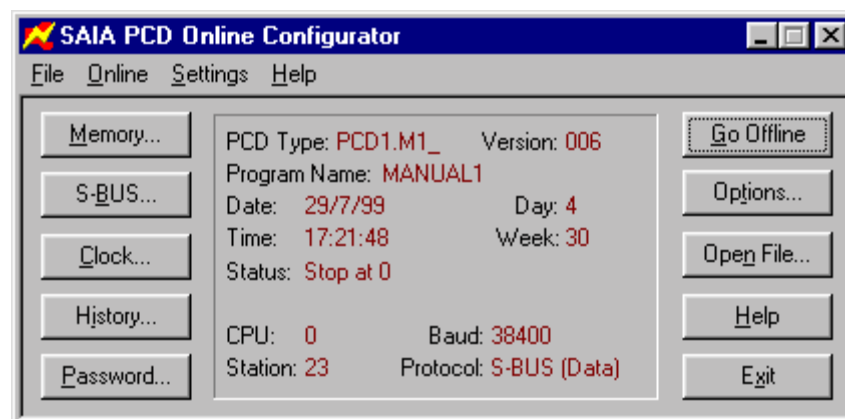 SAIA PCD Online Configurator
File Online Settings Help
Memory...
S-BUS...
Clock...
History...
Password...
PCD Type: PCD1.M1_ Version: 006
Program Name: MANUAL1
Date: 29/7/99 Day: 4
Time: 17:21:48 Week: 30
Status: Stop at 0
CPU: 0 Baud: 38400
Station: 23 Protocol: S-BUS (Data)
Go Offline
Options...
Open File...
Help
Exit